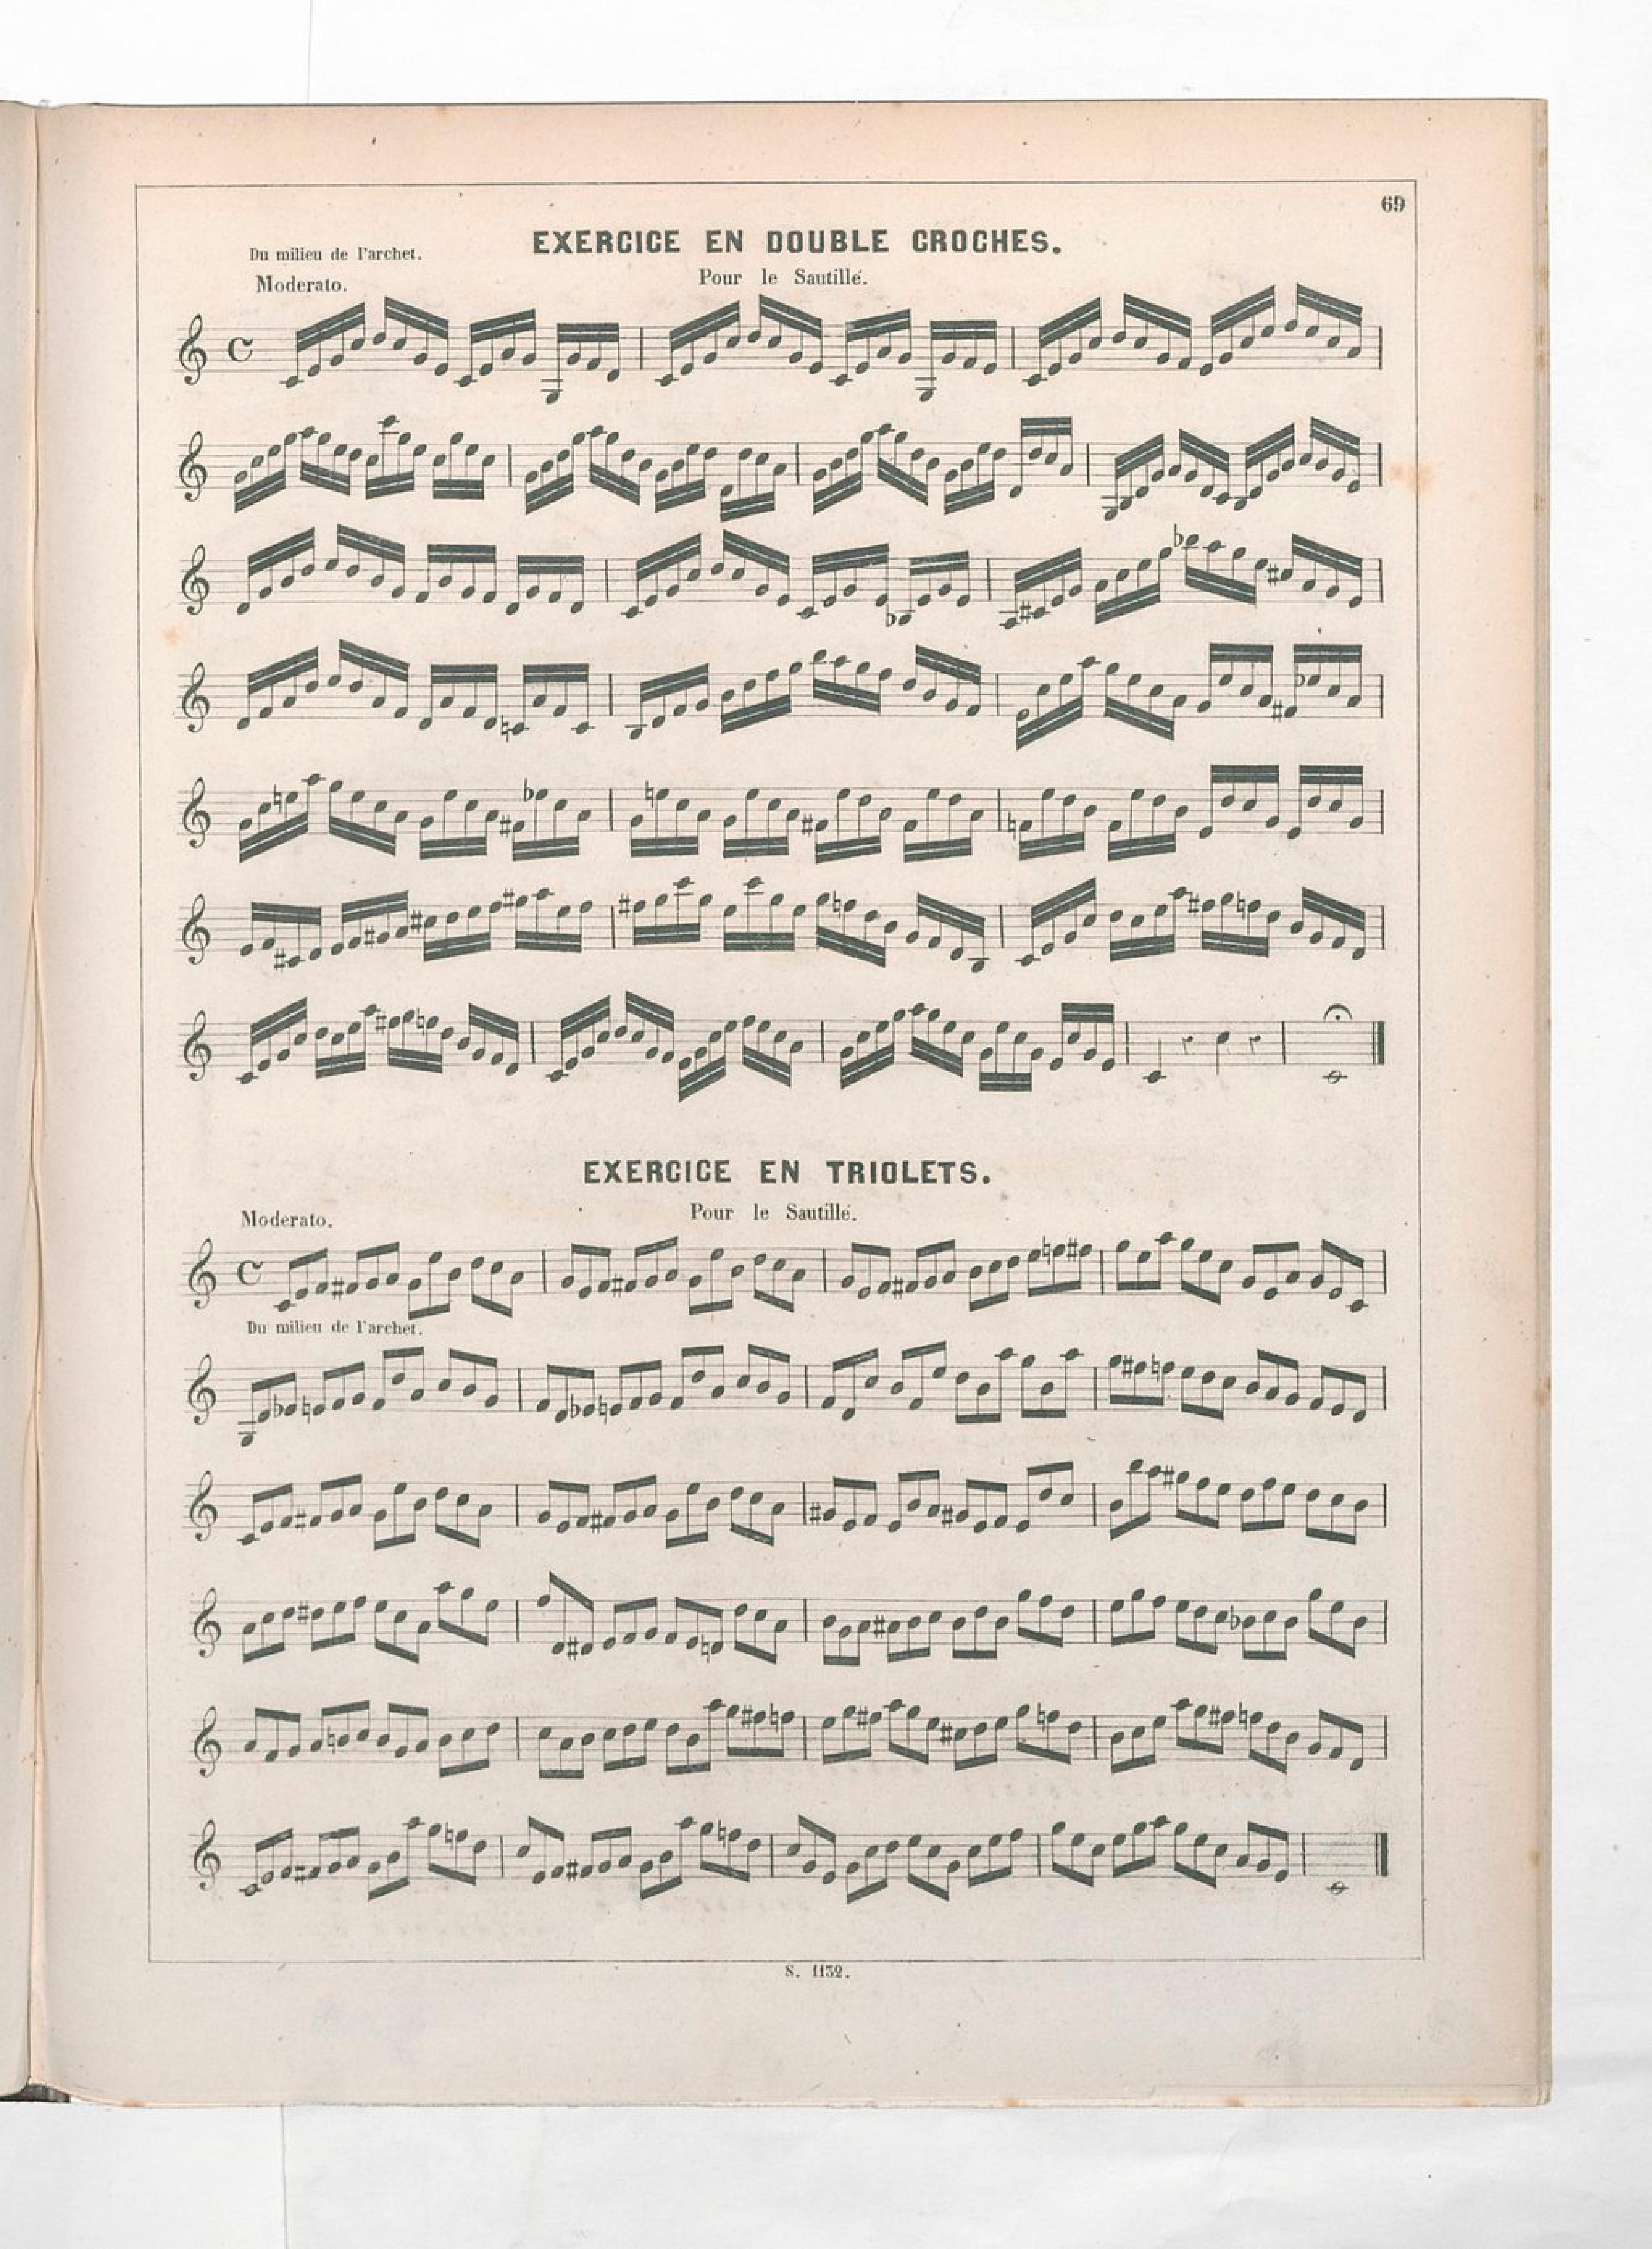 69
EXERCICE EN DOUBLE CROCHES.
Du milieu de l'archet.
Pour le Sautillé.
Moderato.
EXERCICE EN TRIOLETS.
Pour le Sautillé.
Moderato.
Du milieu de l'archet.
S. 1132.